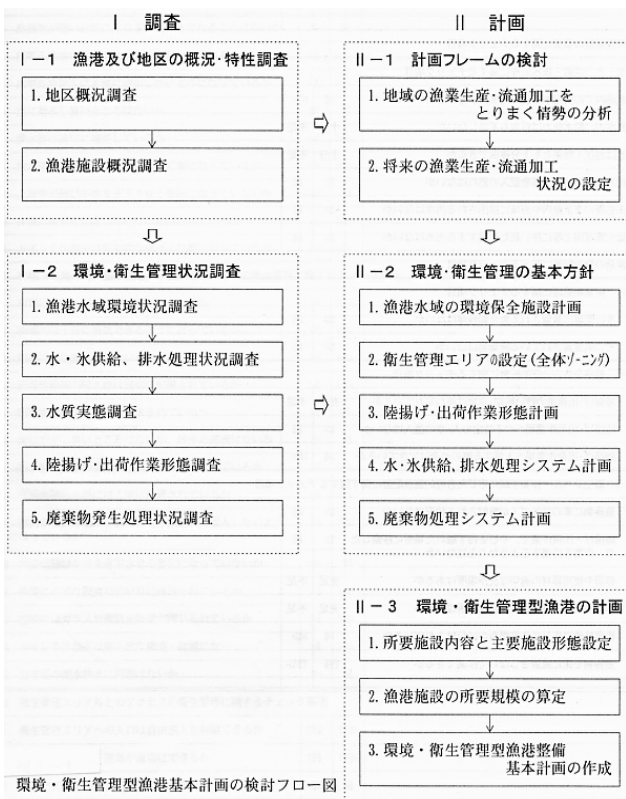 Ⅰ 調査
Ⅰ－1 漁港及び地区の概況・特性調査
1. 地区概況調査
2. 漁港施設概況調査
Ⅰ－2 環境・衛生管理状況調査
1. 漁港水域環境状況調査
2. 水・氷供給、排水処理状況調査
3. 水質実態調査
4. 陸揚げ・出荷作業形態調査
5. 廃棄物発生処理状況調査
Ⅱ 計画
Ⅱ－1 計画フレームの検討
1. 地域の漁業生産・流通加工を
とりまく情勢の分析
2. 将来の漁業生産・流通加工
状況の設定
Ⅱ－2 環境・衛生管理の基本方針
1. 漁港水域の環境保全施設計画
2. 衛生管理エリアの設定(全体ｿﾞｰﾆﾝｸﾞ)
3. 陸揚げ・出荷作業形態計画
4. 水・氷供給、排水処理システム計画
5. 廃棄物処理システム計画
Ⅱ－3 環境・衛生管理型漁港の計画
1. 所要施設内容と主要施設形態設定
2. 漁港施設の所要規模の算定
3. 環境・衛生管理型漁港整備
基本計画の作成
環境・衛生管理型漁港基本計画の検討フロー図